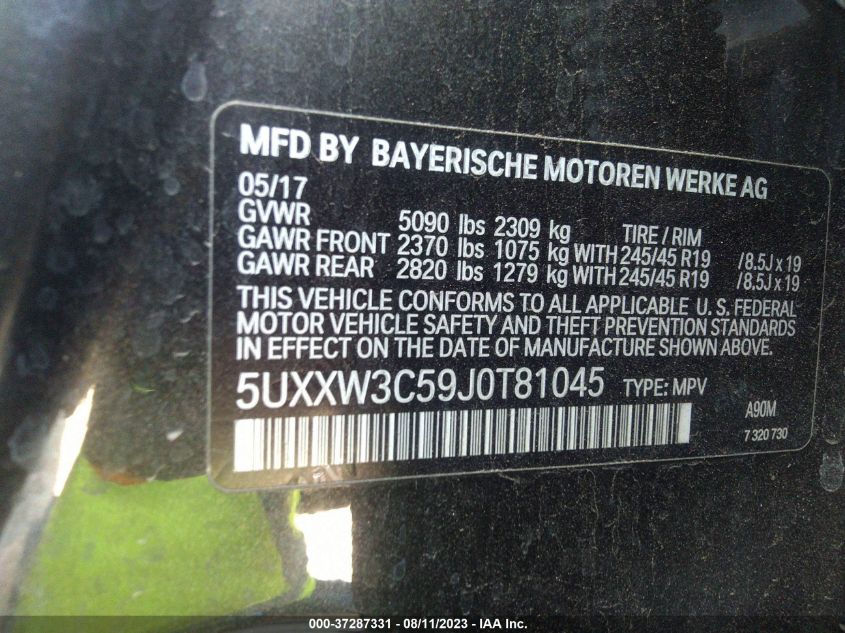 MFD BY BAYERISCHE MOTOREN WERKE AG
05/17
GVWR 5090 lbs 2309 kg TIRE / RIM
GAWR FRONT 2370 lbs 1075 kg WITH 245/45 R19 /8.5J x 19
GAWR REAR 2820 lbs 1279 kg WITH 245/45 R19 /8.5J x 19
THIS VEHICLE CONFORMS TO ALL APPLICABLE U. S. FEDERAL
MOTOR VEHICLE SAFETY AND THEFT PREVENTION STANDARDS
IN EFFECT ON THE DATE OF MANUFACTURE SHOWN ABOVE.
5UXXW3C59J0T81045 TYPE: MPV
A90M
7 320 730
000-37287331 - 08/11/2023 - IAA Inc.